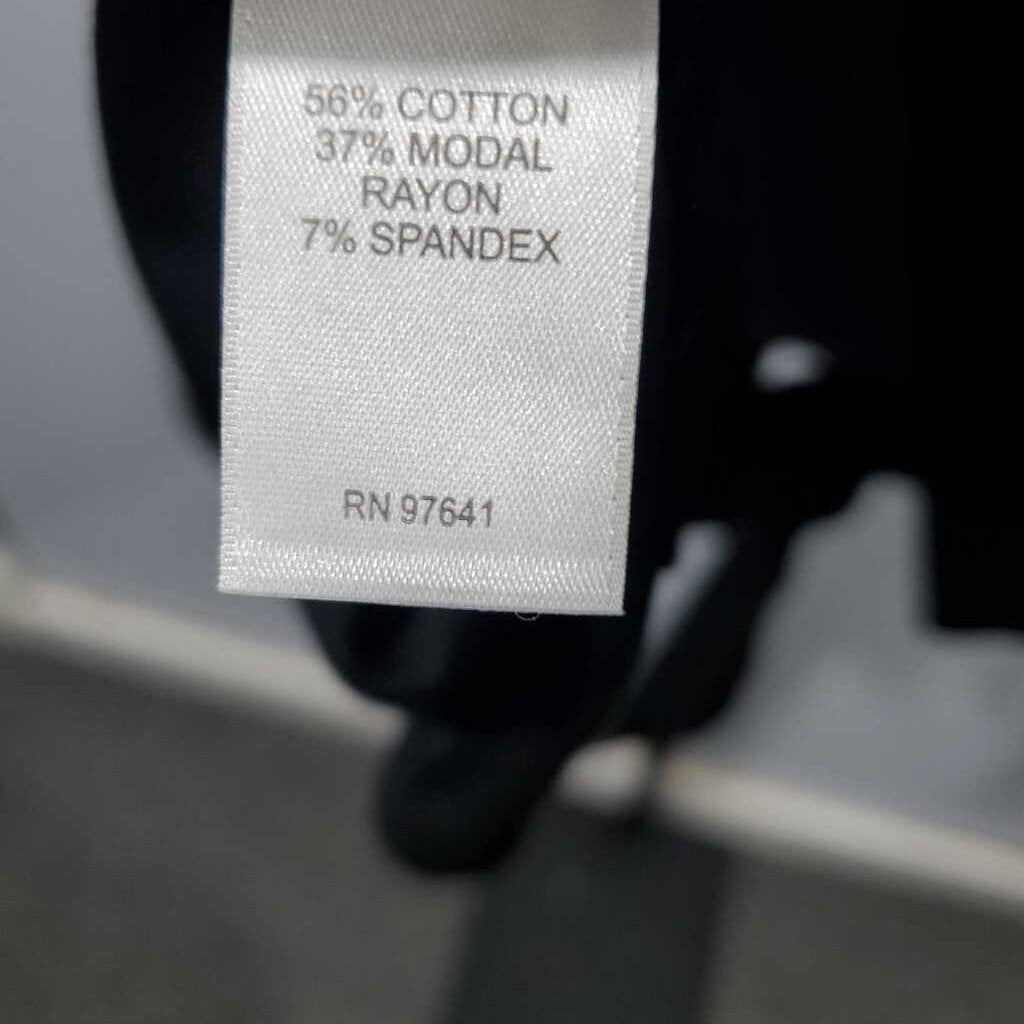 56% COTTON
37% MODAL
RAYON
7% SPANDEX
RN 97641